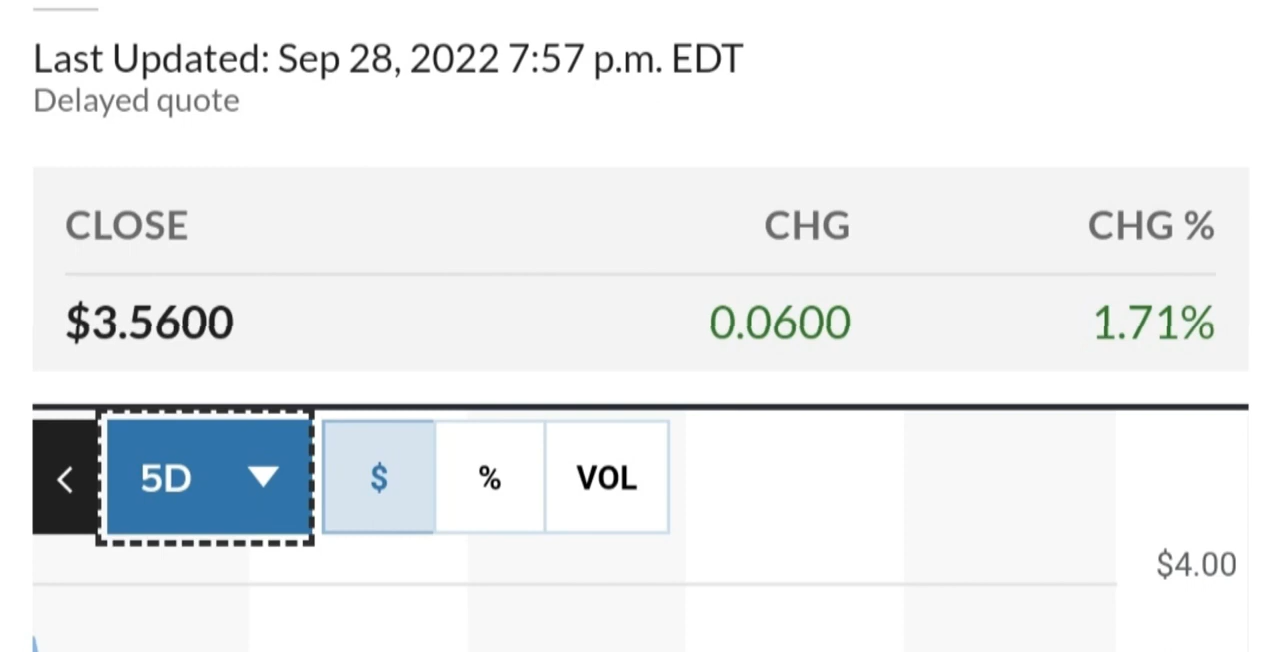 Last Updated: Sep 28, 2022 7:57 p.m. EDT
Delayed quote
CLOSE CHG CHG %
$3.5600 0.0600 1.71%
5D $ % VOL
$4.00